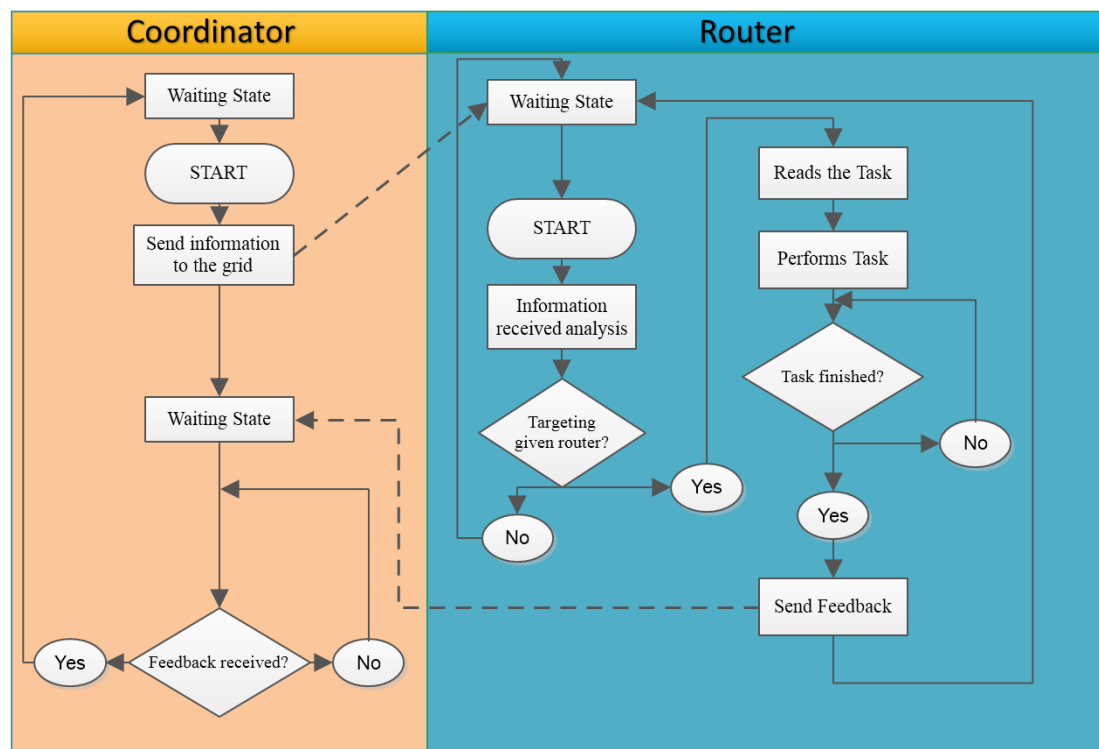 Coordinator
Waiting State
START
Send information
to the grid
Waiting State
Feedback received?
Yes
No
Router
Waiting State
START
Information
received analysis
Targeting
given router?
No
Yes
Reads the Task
Performs Task
Task finished?
No
Yes
Send Feedback